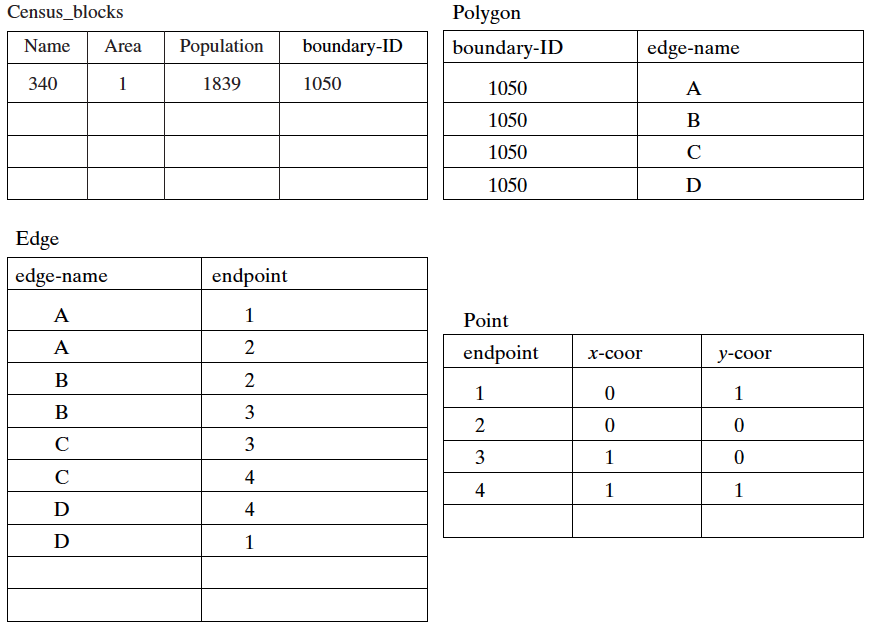 Census_blocks
Name Area Population boundary-ID
340 1 1839 1050
Polygon
boundary-ID edge-name
1050 A
1050 B
1050 C
1050 D
Edge
edge-name endpoint
A 1
A 2
B 2
B 3
C 3
C 4
D 4
D 1
Point
endpoint x-coor y-coor
1 0 1
2 0 0
3 1 0
4 1 1